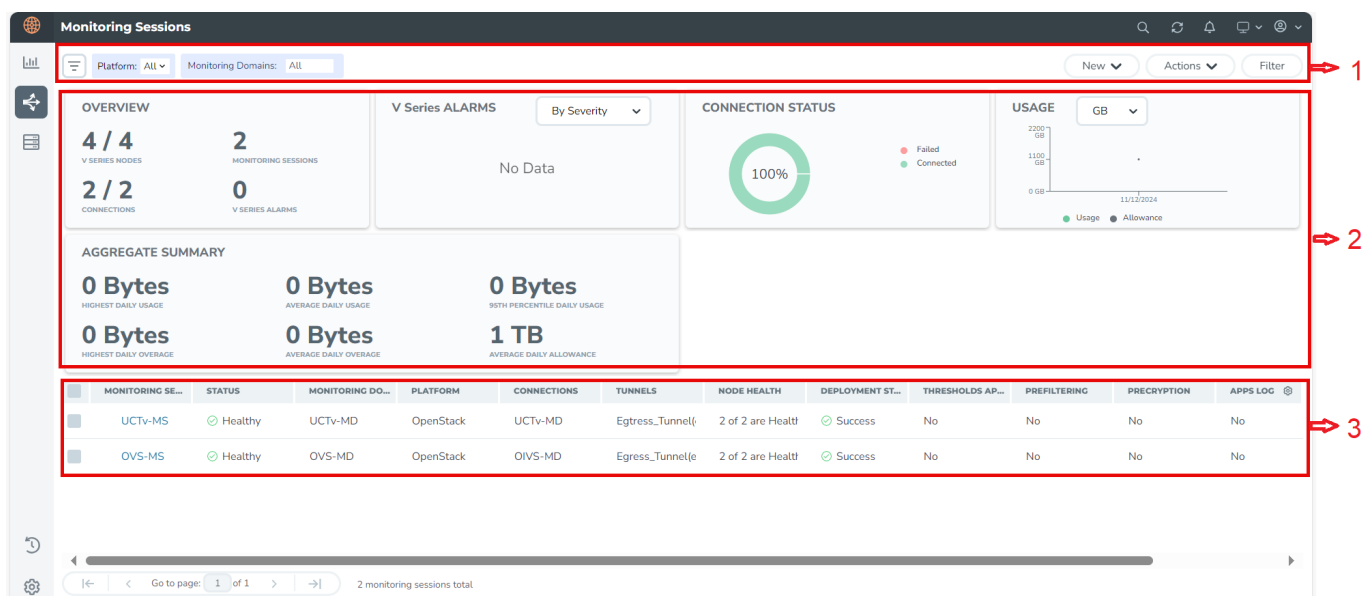 Monitoring Sessions
Platform: All Monitoring Domains: All New Actions Filter
1
OVERVIEW
4 / 4 2
V SERIES NODES MONITORING SESSIONS
2 / 2 0
CONNECTIONS V SERIES ALARMS
V Series ALARMS By Severity
No Data
CONNECTION STATUS
100%
Failed
Connected
USAGE GB
2200 GB
1100 GB
0 GB
11/12/2024
Usage Allowance
2
AGGREGATE SUMMARY
0 Bytes 0 Bytes 0 Bytes
HIGHEST DAILY USAGE AVERAGE DAILY USAGE 95TH PERCENTILE DAILY USAGE
0 Bytes 0 Bytes 1 TB
HIGHEST DAILY OVERAGE AVERAGE DAILY OVERAGE AVERAGE DAILY ALLOWANCE
MONITORING SE... STATUS MONITORING DO... PLATFORM CONNECTIONS TUNNELS NODE HEALTH DEPLOYMENT ST... THRESHOLDS AP... PREFILTERING PRECRYPTION APPS LOG
UCTv-MS Healthy UCTv-MD OpenStack UCTv-MD Egtress_Tunnel( 2 of 2 are Healtl Success No No No No
3
OVS-MS Healthy OVS-MD OpenStack OIVS-MD Egress_Tunnel(e 2 of 2 are Healtl Success No No No No
Go to page: 1 of 1 2 monitoring sessions total